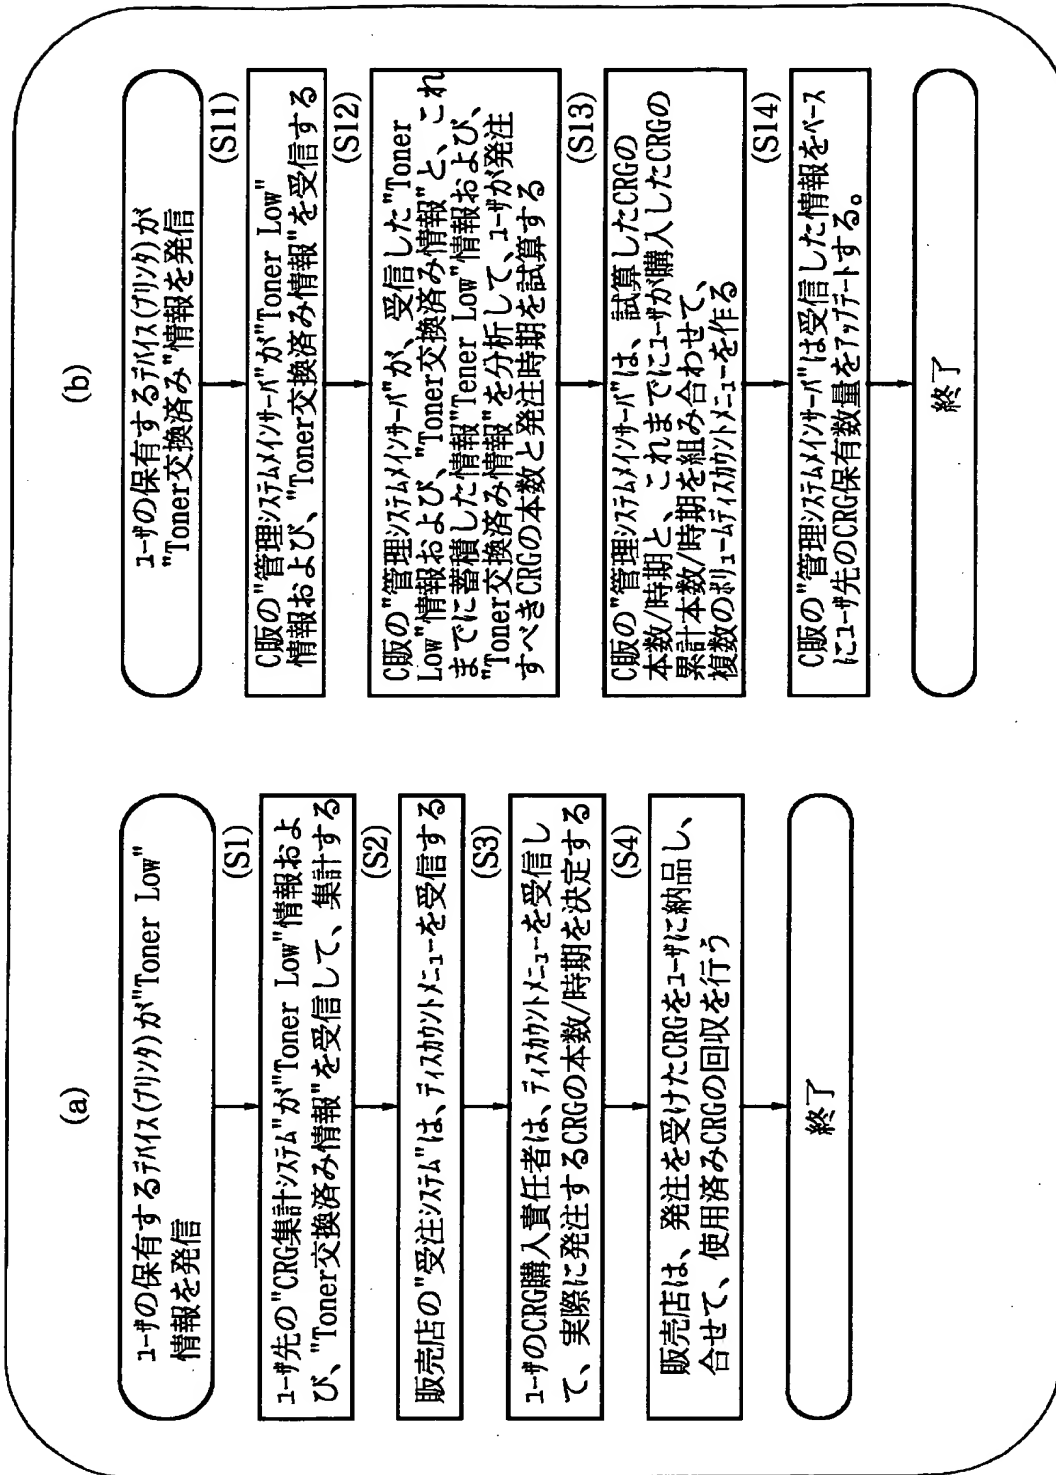 (a)
ユーザの保有するデバイス(プリンタ)が"Toner Low"
情報を発信
(S1)
ユーザ先の"CRG集計システム"が"Toner Low"情報およ
び、"Toner交換済み情報"を受信して、集計する
(S2)
販売店の"受注システム"は、ディスカウントメニューを受信する
(S3)
ユーザのCRG購入責任者は、ディスカウントメニューを受信し
て、実際に発注するCRGの本数/時期を決定する
(S4)
販売店は、発注を受けたCRGをユーザに納品し、
合せて、使用済みCRGの回収を行う
終了
(b)
ユーザの保有するデバイス(プリンタ)が
"Toner交換済み"情報を発信
(S11)
C販の"管理システムメインサーバ"が"Toner Low"
情報および、"Toner交換済み情報"を受信する
(S12)
C販の"管理システムメインサーバ"が、受信した"Toner
Low"情報および、"Toner交換済み情報"と、これ
までに蓄積した情報"Tener Low"情報および、
"Toner交換済み情報"を分析して、ユーザが発注
すべきCRGの本数と発注時期を試算する
(S13)
C販の"管理システムメインサーバ"は、試算したCRGの
本数/時期と、これまでにユーザが購入したCRGの
累計本数/時期を組み合わせて、
複数のボリュームディスカウントメニューを作る
(S14)
C販の"管理システムメインサーバ"は受信した情報をベース
にユーザ先のCRG保有数量をアップデートする。
終了